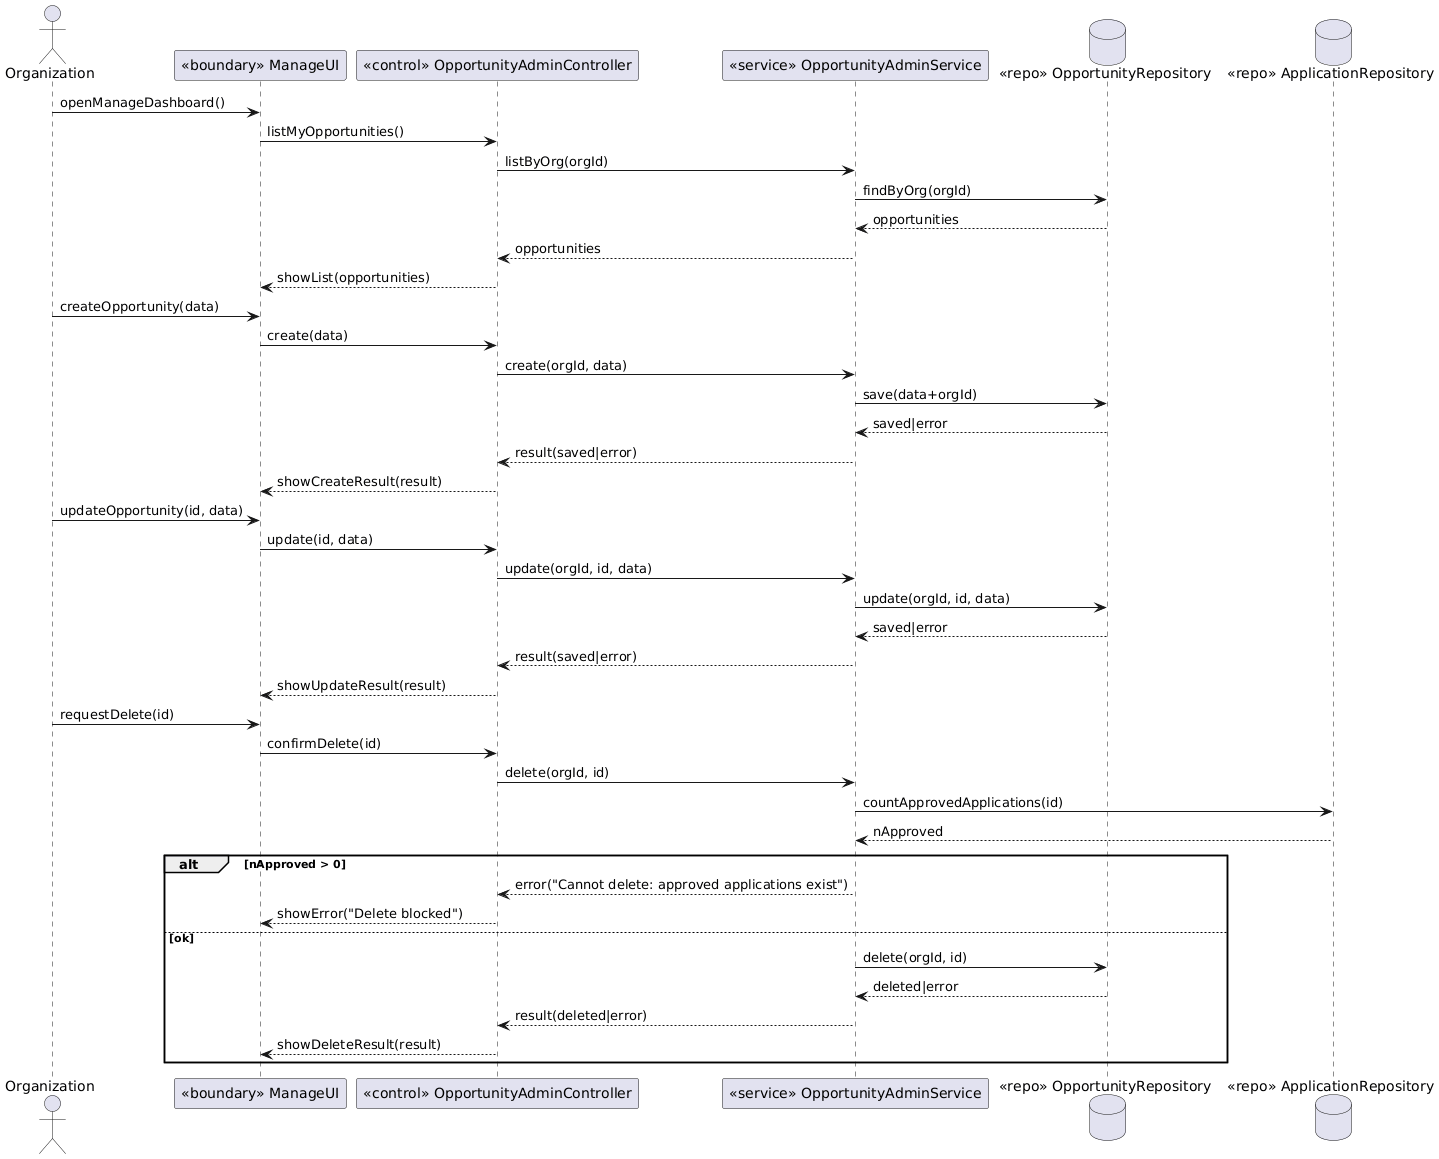 Organization
«boundary» ManageUI
«control» OpportunityAdminController
«service» OpportunityAdminService
«repo» OpportunityRepository
«repo» ApplicationRepository
openManageDashboard()
listMyOpportunities()
listByOrg(orgId)
findByOrg(orgId)
opportunities
opportunities
showList(opportunities)
createOpportunity(data)
create(data)
create(orgId, data)
save(data+orgId)
saved|error
result(saved|error)
showCreateResult(result)
updateOpportunity(id, data)
update(id, data)
update(orgId, id, data)
update(orgId, id, data)
saved|error
result(saved|error)
showUpdateResult(result)
requestDelete(id)
confirmDelete(id)
delete(orgId, id)
countApprovedApplications(id)
nApproved
alt [nApproved > 0]
error("Cannot delete: approved applications exist")
showError("Delete blocked")
[ok]
delete(orgId, id)
deleted|error
result(deleted|error)
showDeleteResult(result)
Organization
«boundary» ManageUI
«control» OpportunityAdminController
«service» OpportunityAdminService
«repo» OpportunityRepository
«repo» ApplicationRepository